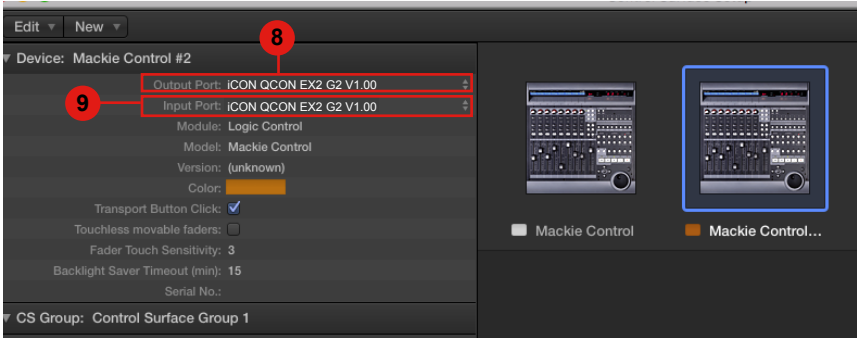 Edit ▼ New ▼
8
▼ Device: Mackie Control #2
Output Port: iCON QCON EX2 G2 V1.00
9
Input Port: iCON QCON EX2 G2 V1.00
Module: Logic Control
Model: Mackie Control
Version: (unknown)
Color:
Transport Button Click:
Touchless movable faders:
Fader Touch Sensitivity: 3
Backlight Saver Timeout (min): 15
Serial No.:
▼ CS Group: Control Surface Group 1
Mackie Control
Mackie Control...